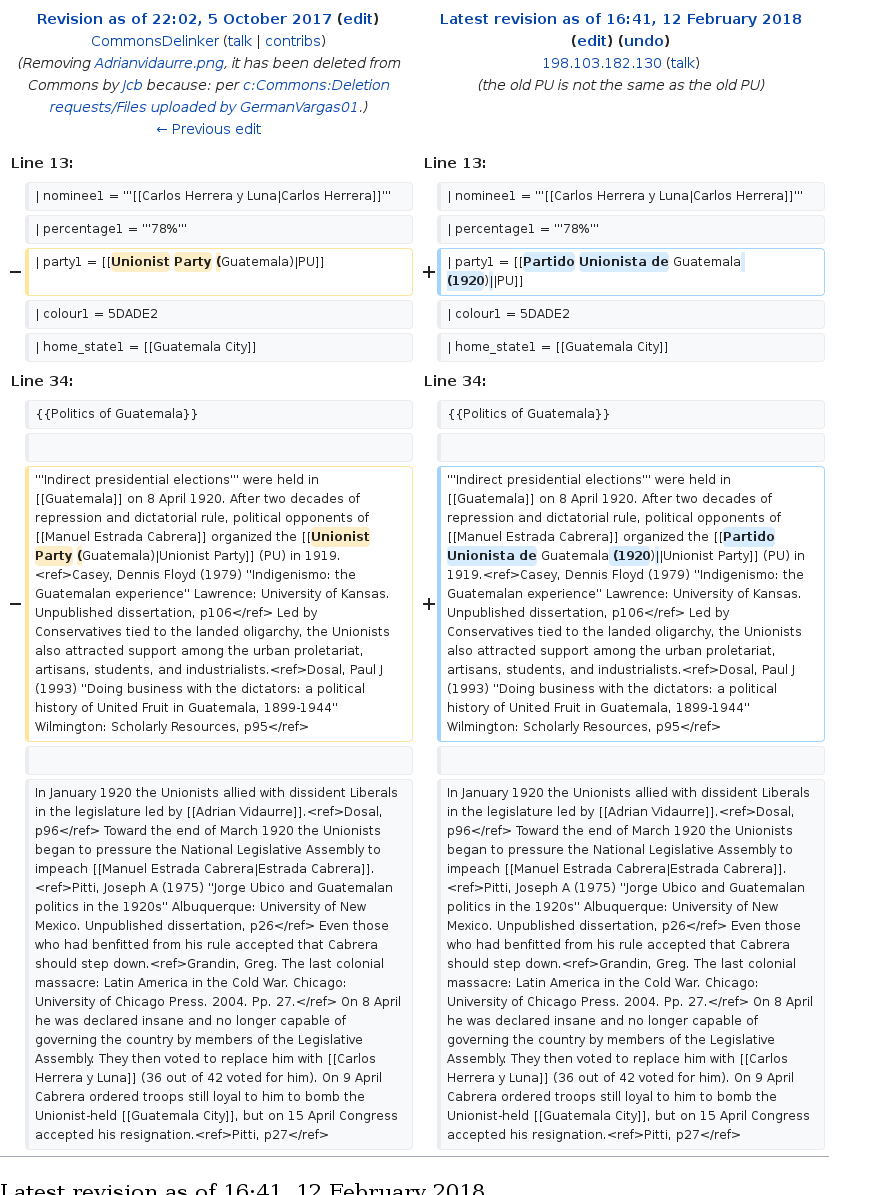 Revision as of 22:02, 5 October 2017 (edit)
CommonsDelinker (talk | contribs)
(Removing Adrianvidaurre.png, it has been deleted from
Commons by Jcb because: per c:Commons:Deletion
requests/Files uploaded by GermanVargas01.)
← Previous edit
Latest revision as of 16:41, 12 February 2018
(edit) (undo)
198.103.182.130 (talk)
(the old PU is not the same as the old PU)
Line 13:
Line 13:
| nominee1 = '''[[Carlos Herrera y Luna|Carlos Herrera]]'''
| nominee1 = '''[[Carlos Herrera y Luna|Carlos Herrera]]'''
| percentage1 = '''78%'''
| percentage1 = '''78%'''
−
| party1 = [[Unionist Party (Guatemala)|PU]]
+
| party1 = [[Partido Unionista de Guatemala
(1920)||PU]]
| colour1 = 5DADE2
| colour1 = 5DADE2
| home_state1 = [[Guatemala City]]
| home_state1 = [[Guatemala City]]
Line 34:
Line 34:
{{Politics of Guatemala}}
{{Politics of Guatemala}}
−
'''Indirect presidential elections''' were held in
[[Guatemala]] on 8 April 1920. After two decades of
repression and dictatorial rule, political opponents of
[[Manuel Estrada Cabrera]] organized the [[Unionist
Party (Guatemala)|Unionist Party]] (PU) in 1919.
<ref>Casey, Dennis Floyd (1979) "Indigenismo: the
Guatemalan experience" Lawrence: University of Kansas.
Unpublished dissertation, p106</ref> Led by
Conservatives tied to the landed oligarchy, the Unionists
also attracted support among the urban proletariat,
artisans, students, and industrialists.<ref>Dosal, Paul J
(1993) "Doing business with the dictators: a political
history of United Fruit in Guatemala, 1899-1944"
Wilmington: Scholarly Resources, p95</ref>
+
'''Indirect presidential elections''' were held in
[[Guatemala]] on 8 April 1920. After two decades of
repression and dictatorial rule, political opponents of
[[Manuel Estrada Cabrera]] organized the [[Partido
Unionista de Guatemala (1920)||Unionist Party]] (PU) in
1919.<ref>Casey, Dennis Floyd (1979) "Indigenismo: the
Guatemalan experience" Lawrence: University of Kansas.
Unpublished dissertation, p106</ref> Led by
Conservatives tied to the landed oligarchy, the Unionists
also attracted support among the urban proletariat,
artisans, students, and industrialists.<ref>Dosal, Paul J
(1993) "Doing business with the dictators: a political
history of United Fruit in Guatemala, 1899-1944"
Wilmington: Scholarly Resources, p95</ref>
In January 1920 the Unionists allied with dissident Liberals
in the legislature led by [[Adrian Vidaurre]].<ref>Dosal,
p96</ref> Toward the end of March 1920 the Unionists
began to pressure the National Legislative Assembly to
impeach [[Manuel Estrada Cabrera|Estrada Cabrera]].
<ref>Pitti, Joseph A (1975) "Jorge Ubico and Guatemalan
politics in the 1920s" Albuquerque: University of New
Mexico. Unpublished dissertation, p26</ref> Even those
who had benfitted from his rule accepted that Cabrera
should step down.<ref>Grandin, Greg. The last colonial
massacre: Latin America in the Cold War. Chicago:
University of Chicago Press. 2004. Pp. 27.</ref> On 8 April
he was declared insane and no longer capable of
governing the country by members of the Legislative
Assembly. They then voted to replace him with [[Carlos
Herrera y Luna]] (36 out of 42 voted for him). On 9 April
Cabrera ordered troops still loyal to him to bomb the
Unionist-held [[Guatemala City]], but on 15 April Congress
accepted his resignation.<ref>Pitti, p27</ref>
In January 1920 the Unionists allied with dissident Liberals
in the legislature led by [[Adrian Vidaurre]].<ref>Dosal,
p96</ref> Toward the end of March 1920 the Unionists
began to pressure the National Legislative Assembly to
impeach [[Manuel Estrada Cabrera|Estrada Cabrera]].
<ref>Pitti, Joseph A (1975) "Jorge Ubico and Guatemalan
politics in the 1920s" Albuquerque: University of New
Mexico. Unpublished dissertation, p26</ref> Even those
who had benfitted from his rule accepted that Cabrera
should step down.<ref>Grandin, Greg. The last colonial
massacre: Latin America in the Cold War. Chicago:
University of Chicago Press. 2004. Pp. 27.</ref> On 8 April
he was declared insane and no longer capable of
governing the country by members of the Legislative
Assembly. They then voted to replace him with [[Carlos
Herrera y Luna]] (36 out of 42 voted for him). On 9 April
Cabrera ordered troops still loyal to him to bomb the
Unionist-held [[Guatemala City]], but on 15 April Congress
accepted his resignation.<ref>Pitti, p27</ref>
Latest revision as of 16:41, 12 February 2018